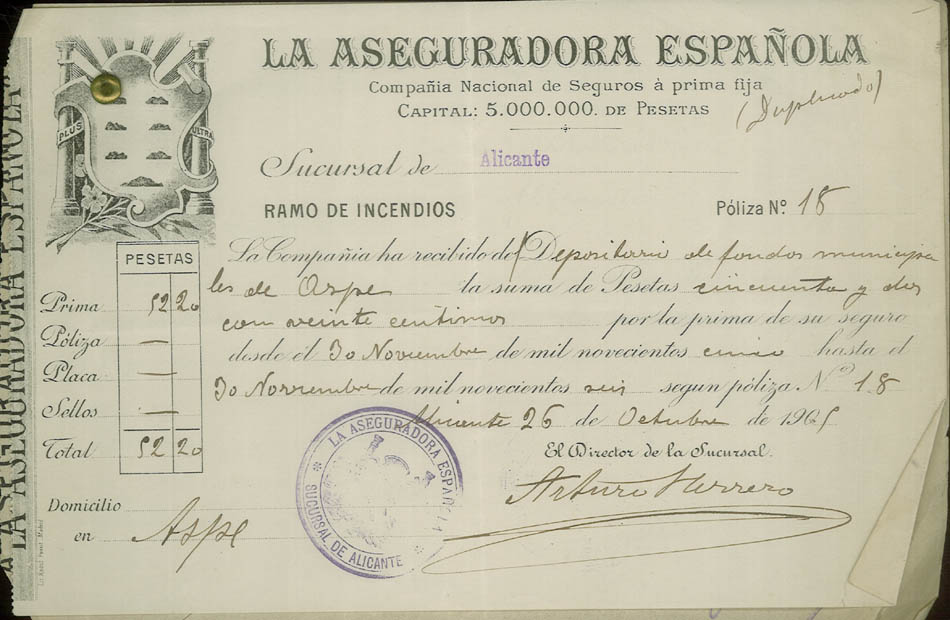 LA ASEGURADORA ESPAÑOLA
Compañia Nacional de Seguros à prima fija
CAPITAL: 5.000.000. DE PESETAS
(Duplicado)
PLUS ULTRA
Sucursal de Alicante
RAMO DE INCENDIOS
Póliza Nº 18
La Compañia ha recibido del Depositario de fondos municipa
les de Aspe la suma de Pesetas cincuenta y dos
con veinte centimos por la prima de su seguro
desde el 30 Noviembre de mil novecientos cinco hasta el
30 Noviembre de mil novecientos seis segun póliza Nº 18
Alicante 26 de Octubre de 1905
El Director de la Sucursal.
Arturo Herrero
PESETAS
Prima 52 20
Póliza —
Placa —
Sellos —
Total 52 20
Domicilio
en Aspe
LA ASEGURADORA ESPAÑOLA
SUCURSAL DE ALICANTE
LA ASEGURADORA ESPAÑOLA